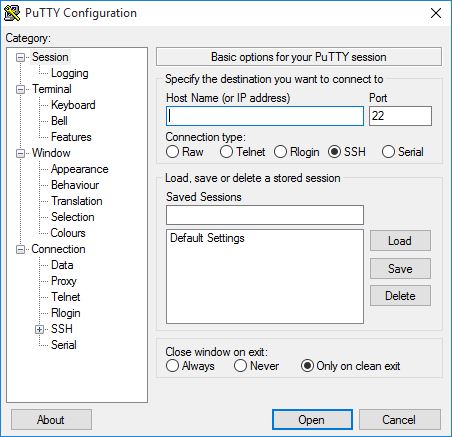 PuTTY Configuration
Category:
Session
Logging
Terminal
Keyboard
Bell
Features
Window
Appearance
Behaviour
Translation
Selection
Colours
Connection
Data
Proxy
Telnet
Rlogin
SSH
Serial
Basic options for your PuTTY session
Specify the destination you want to connect to
Host Name (or IP address) Port
22
Connection type:
Raw Telnet Rlogin SSH Serial
Load, save or delete a stored session
Saved Sessions
Default Settings
Load
Save
Delete
Close window on exit:
Always Never Only on clean exit
About Open Cancel